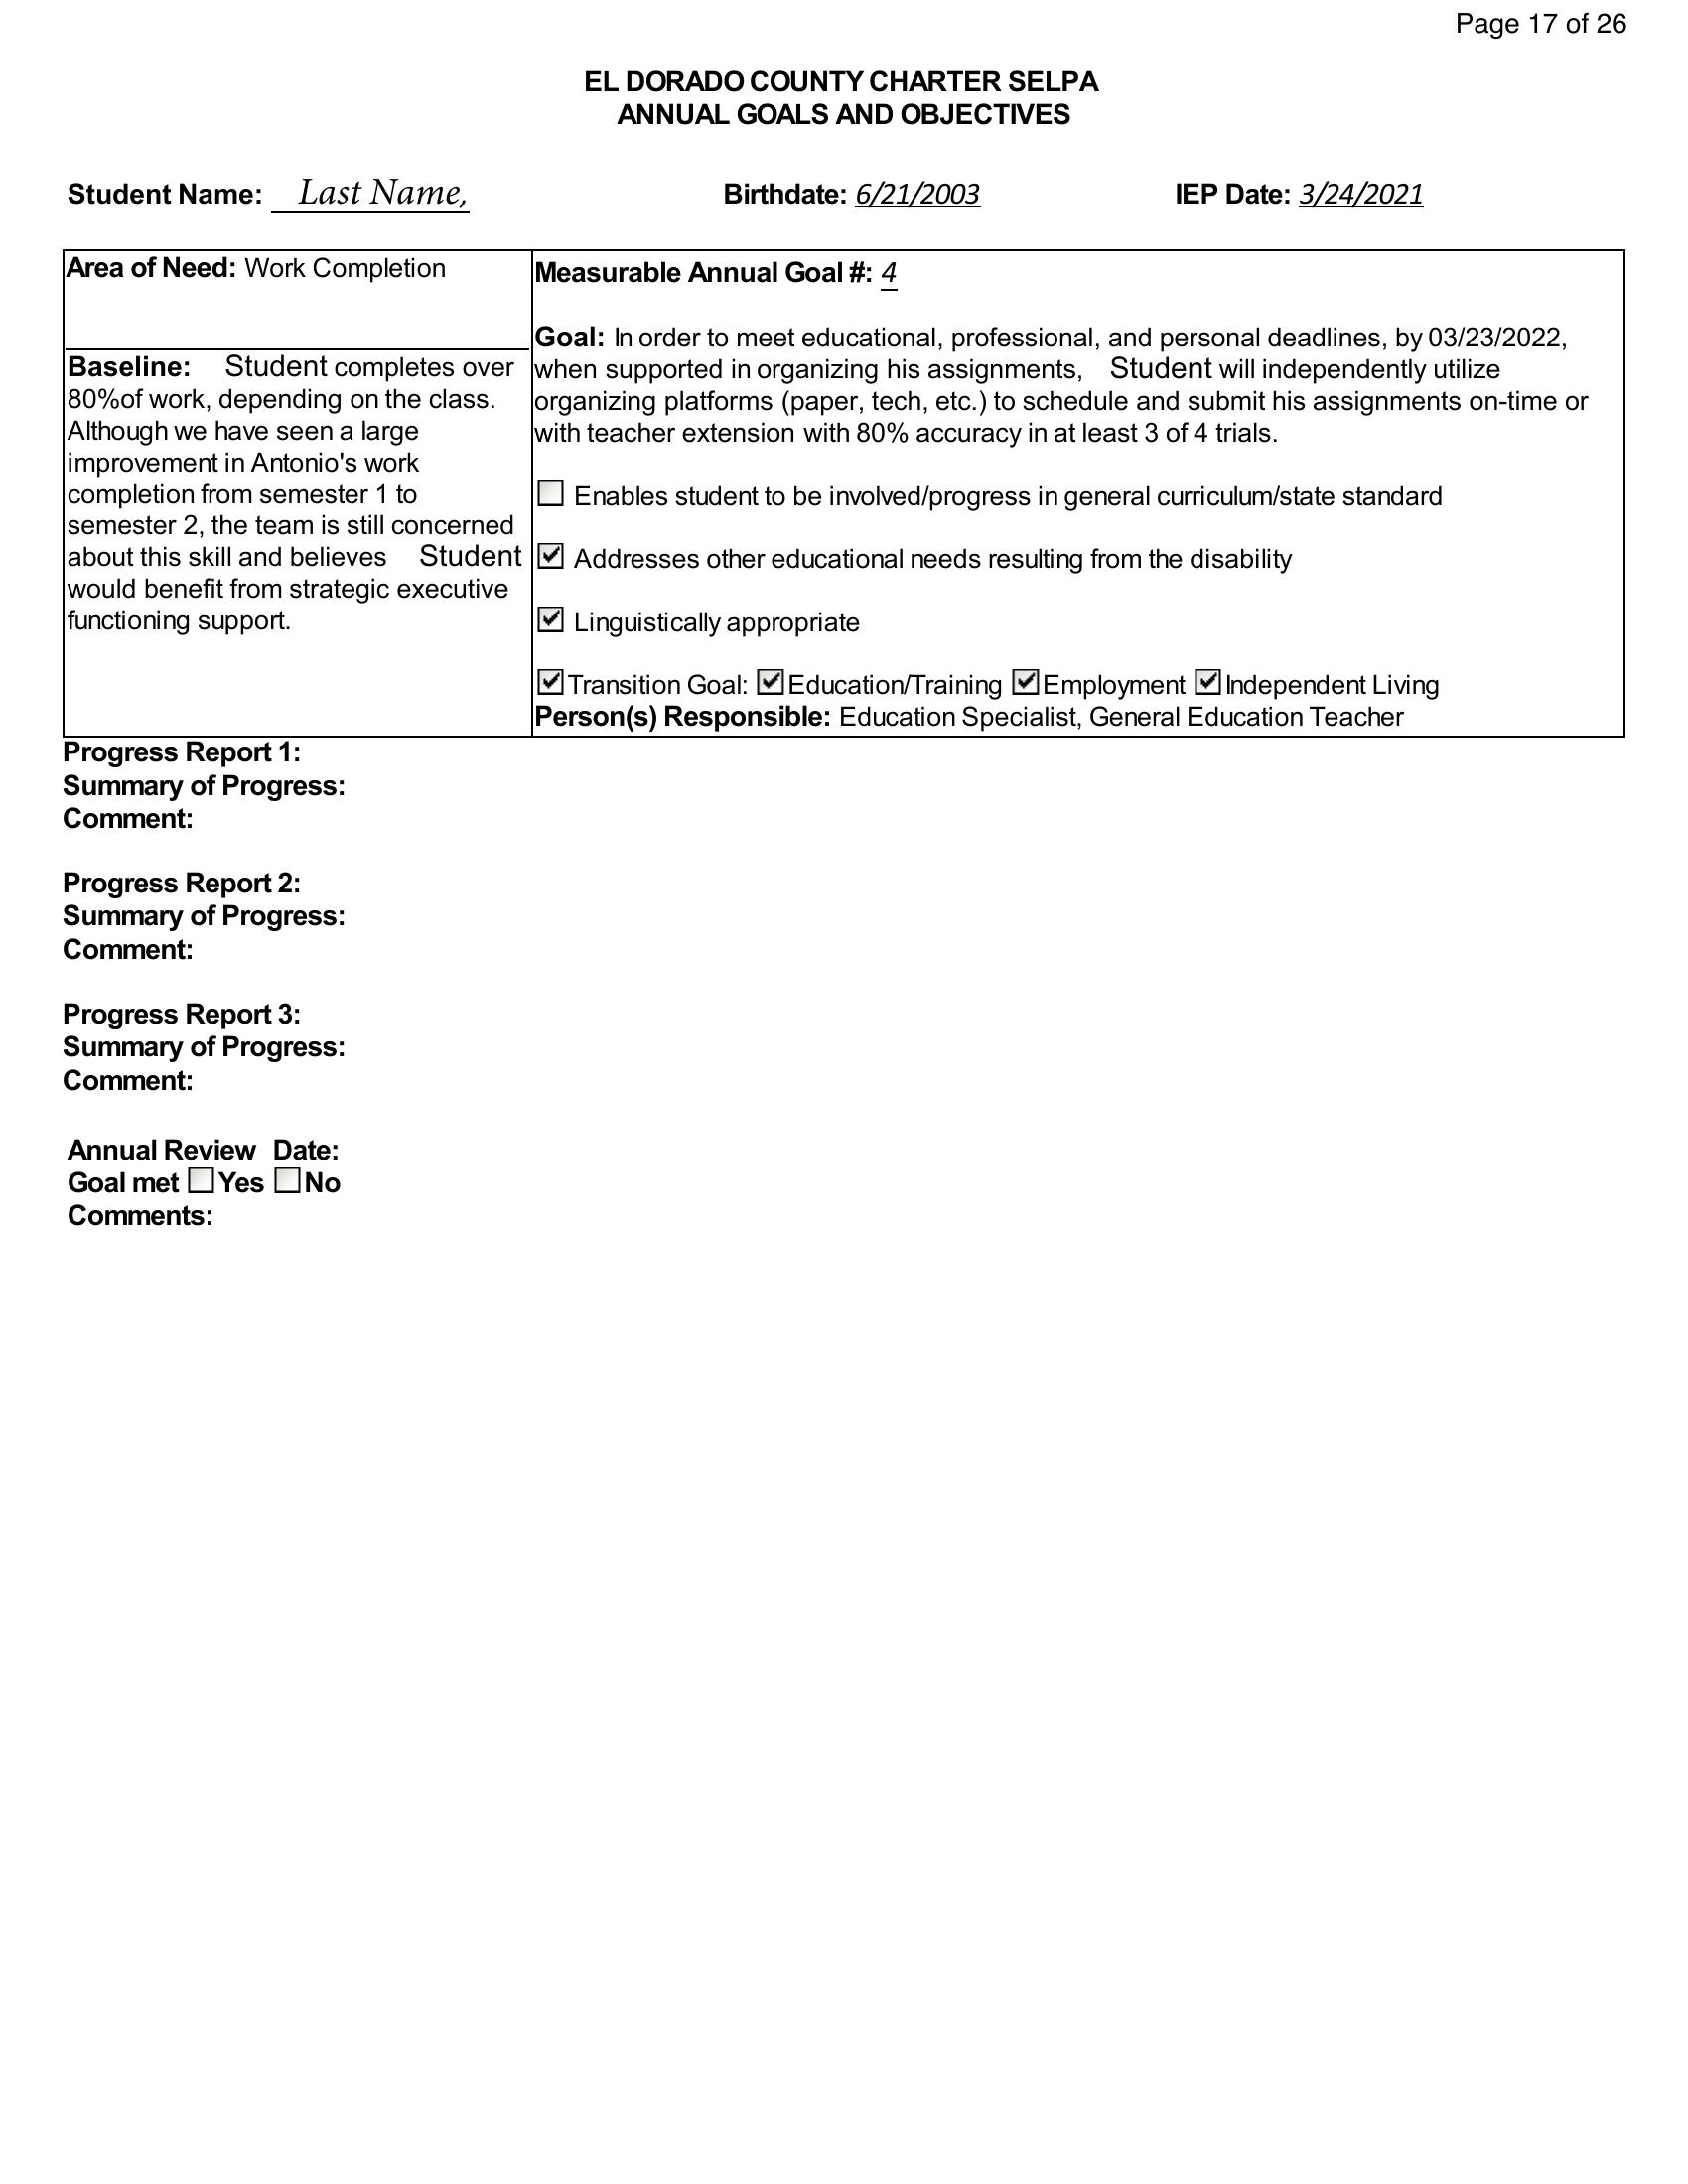 Page 17 of 26
EL DORADO COUNTY CHARTER SELPA
ANNUAL GOALS AND OBJECTIVES
Student Name: Last Name, Birthdate: 6/21/2003 IEP Date: 3/24/2021
Area of Need: Work Completion
Baseline: Student completes over
80%of work, depending on the class.
Although we have seen a large
improvement in Antonio's work
completion from semester 1 to
semester 2, the team is still concerned
about this skill and believes Student
would benefit from strategic executive
functioning support.
Measurable Annual Goal #: 4
Goal: In order to meet educational, professional, and personal deadlines, by 03/23/2022,
when supported in organizing his assignments, Student will independently utilize
organizing platforms (paper, tech, etc.) to schedule and submit his assignments on-time or
with teacher extension with 80% accuracy in at least 3 of 4 trials.
Enables student to be involved/progress in general curriculum/state standard
Addresses other educational needs resulting from the disability
Linguistically appropriate
Transition Goal: Education/Training Employment Independent Living
Person(s) Responsible: Education Specialist, General Education Teacher
Progress Report 1:
Summary of Progress:
Comment:
Progress Report 2:
Summary of Progress:
Comment:
Progress Report 3:
Summary of Progress:
Comment:
Annual Review Date:
Goal met Yes No
Comments: